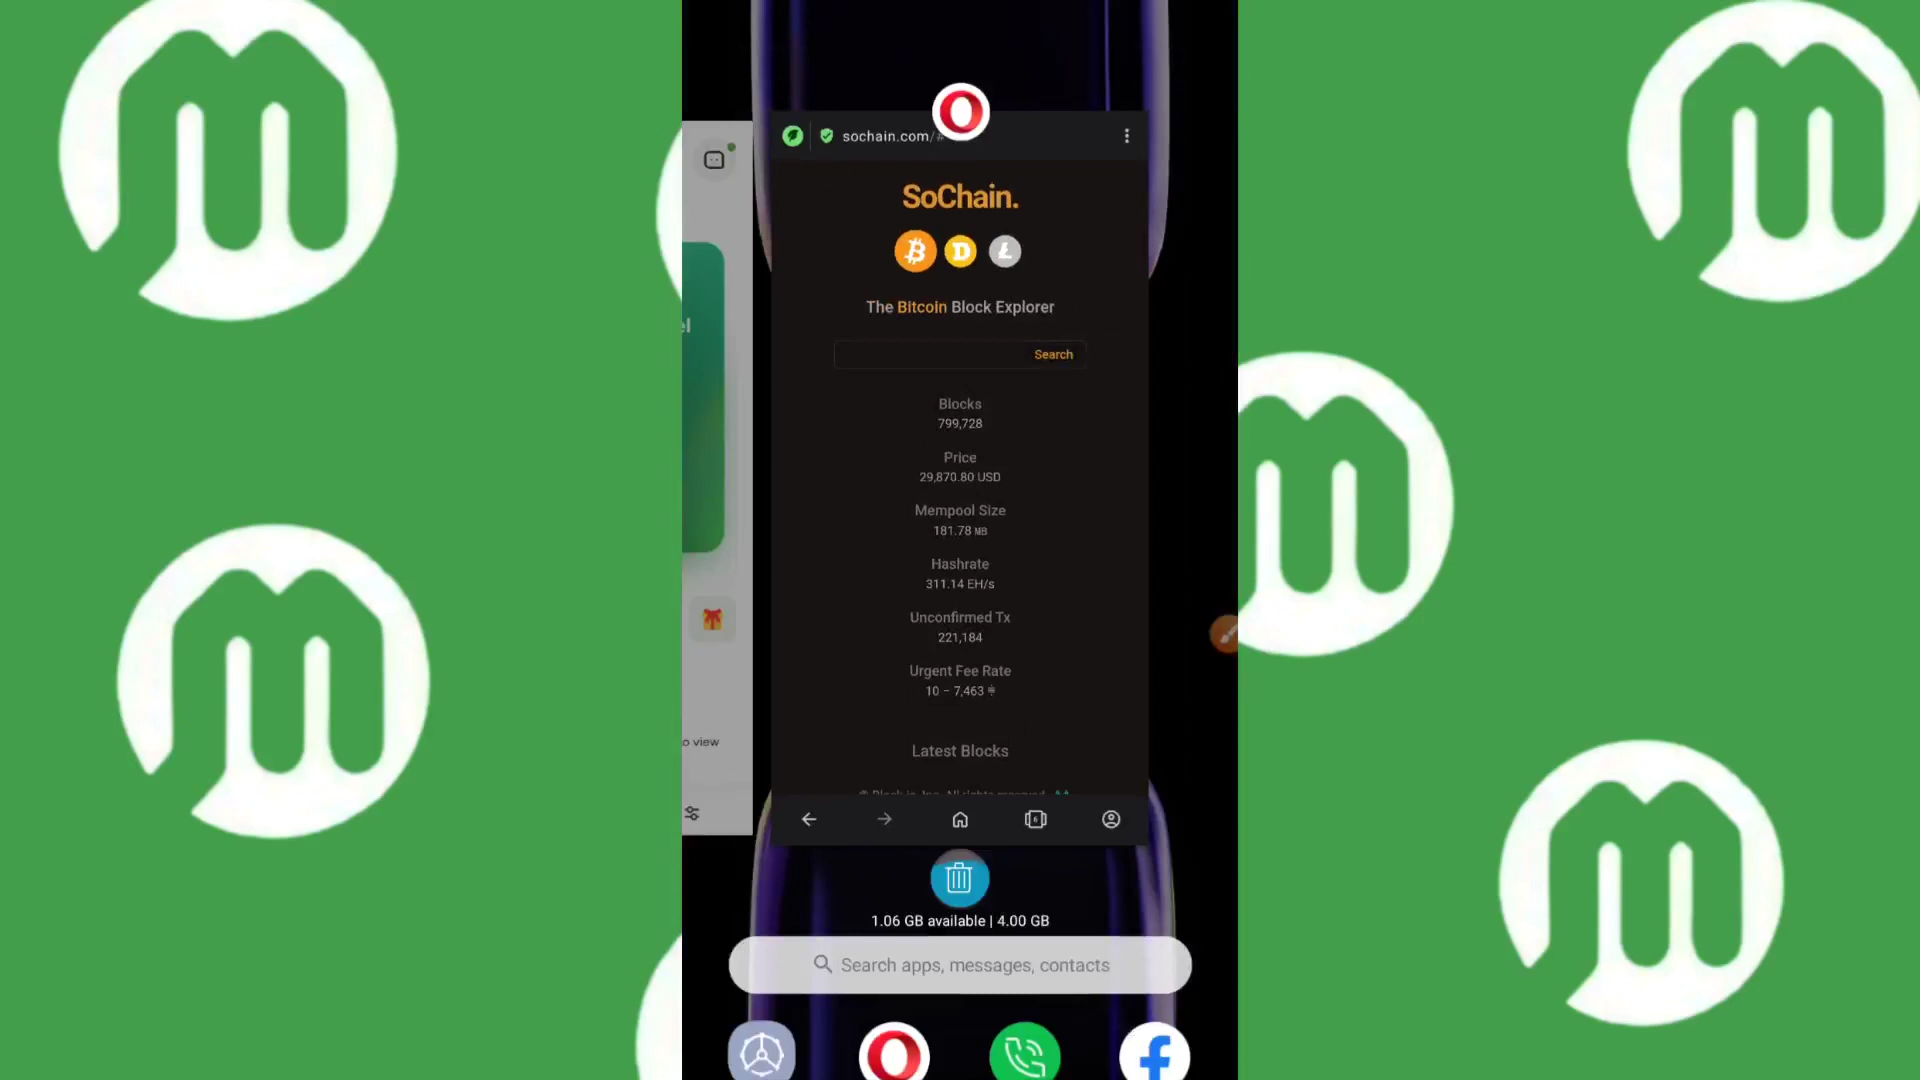 sochain.com/#
SoChain.
The Bitcoin Block Explorer
Search
Blocks
799,728
Price
29,870.80 USD
Mempool Size
181.78 MB
Hashrate
311.14 EH/s
Unconfirmed Tx
221,184
Urgent Fee Rate
10 – 7,463
Latest Blocks
o view
1.06 GB available | 4.00 GB
Search apps, messages, contacts